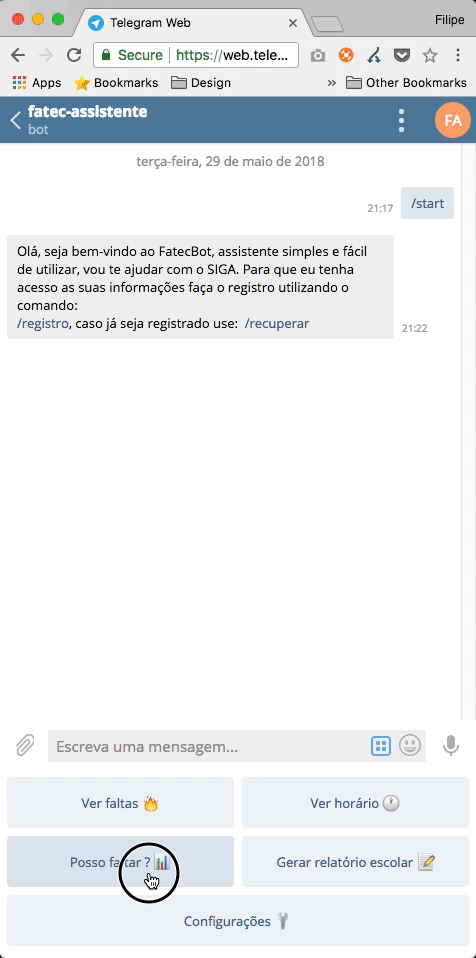 Telegram Web
Filipe
Secure
https://web.tele...
Apps
Bookmarks
Design
»
Other Bookmarks
fatec-assistente
bot
FA
terça-feira, 29 de maio de 2018
21:17
/start
Olá, seja bem-vindo ao FatecBot, assistente simples e fácil
de utilizar, vou te ajudar com o SIGA. Para que eu tenha
acesso as suas informações faça o registro utilizando o
comando:
/registro, caso já seja registrado use: /recuperar
21:22
Escreva uma mensagem...
Ver faltas 🔥
Ver horário 🕐
Posso faltar ? 📊
Gerar relatório escolar 📝
Configurações 🔧